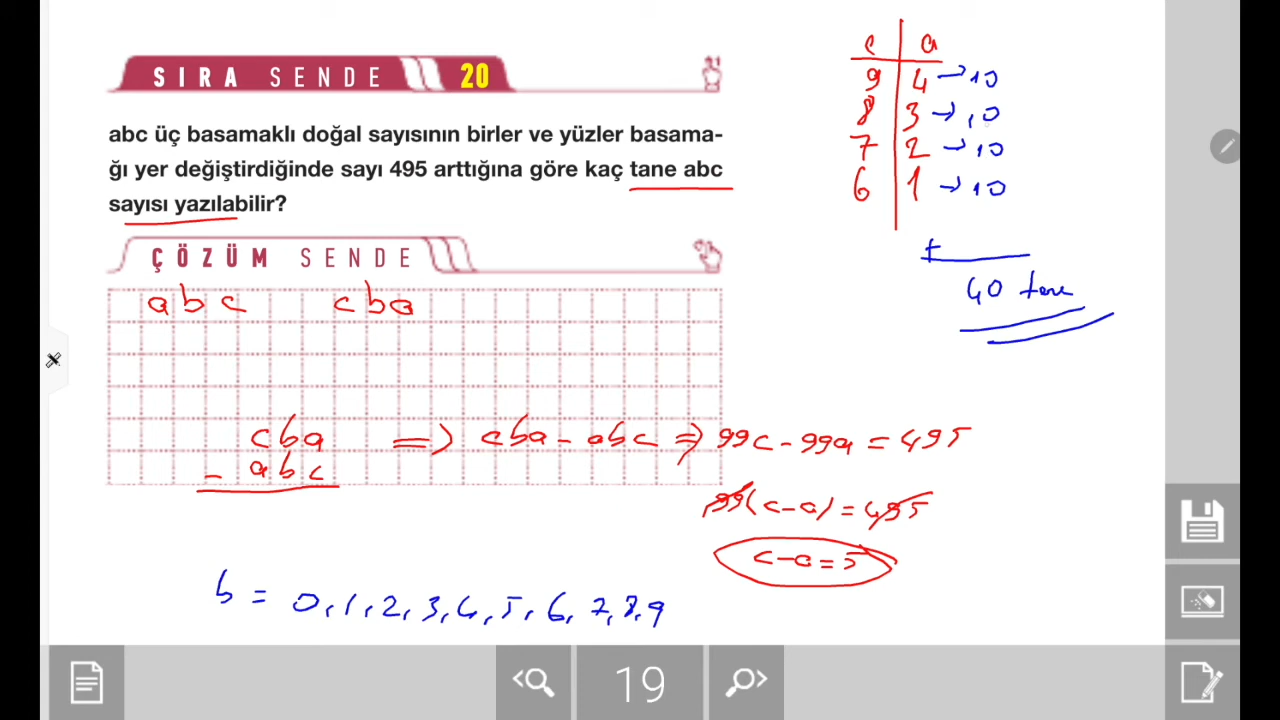 SIRA SENDE 20
abc üç basamaklı doğal sayısının birler ve yüzler basama-
ğı yer değiştirdiğinde sayı 495 arttığına göre kaç tane abc
sayısı yazılabilir?
ÇÖZÜM SENDE
abc cba
cba => cba - abc => 99c - 99a = 495
- abc
99(c-a) = 495
c-a=5
b = 0,1,2,3,4,5,6,7,8,9
c a
9 4 → 10
8 3 → 10
7 2 → 10
6 1 → 10
+
40 tane
19